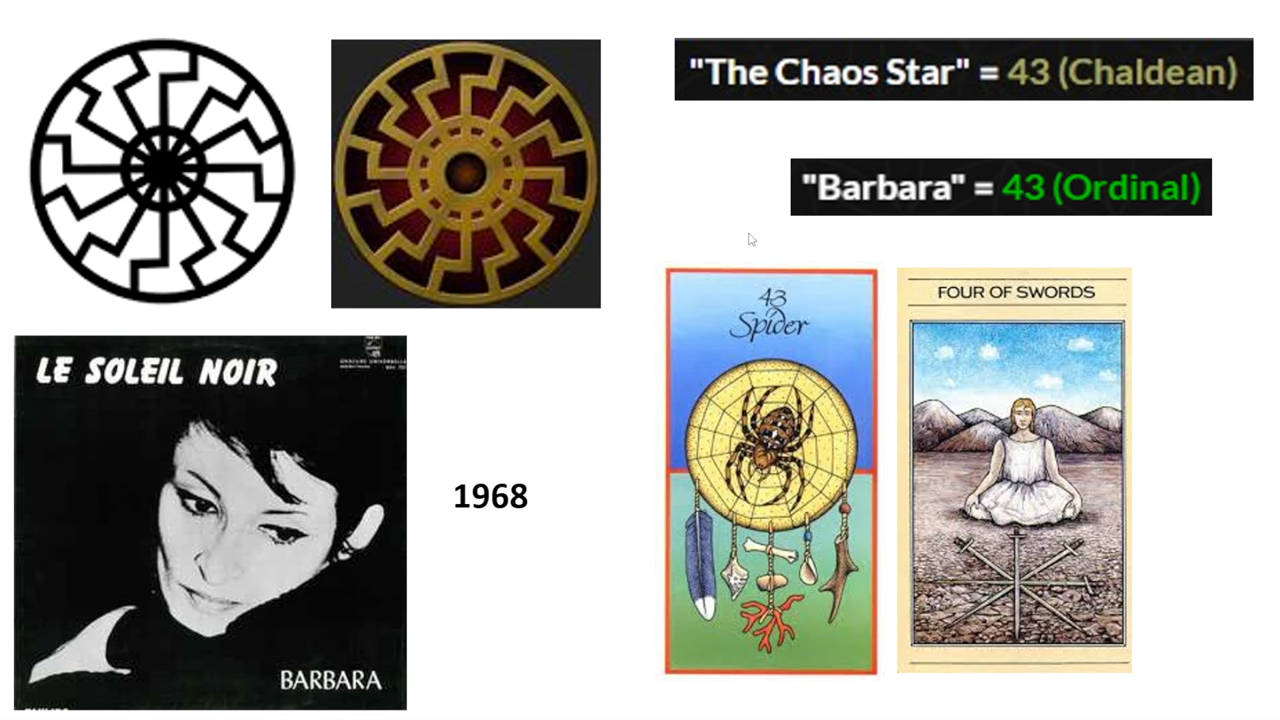 "The Chaos Star" = 43 (Chaldean)
"Barbara" = 43 (Ordinal)
43
Spider
FOUR OF SWORDS
LE SOLEIL NOIR
1968
BARBARA